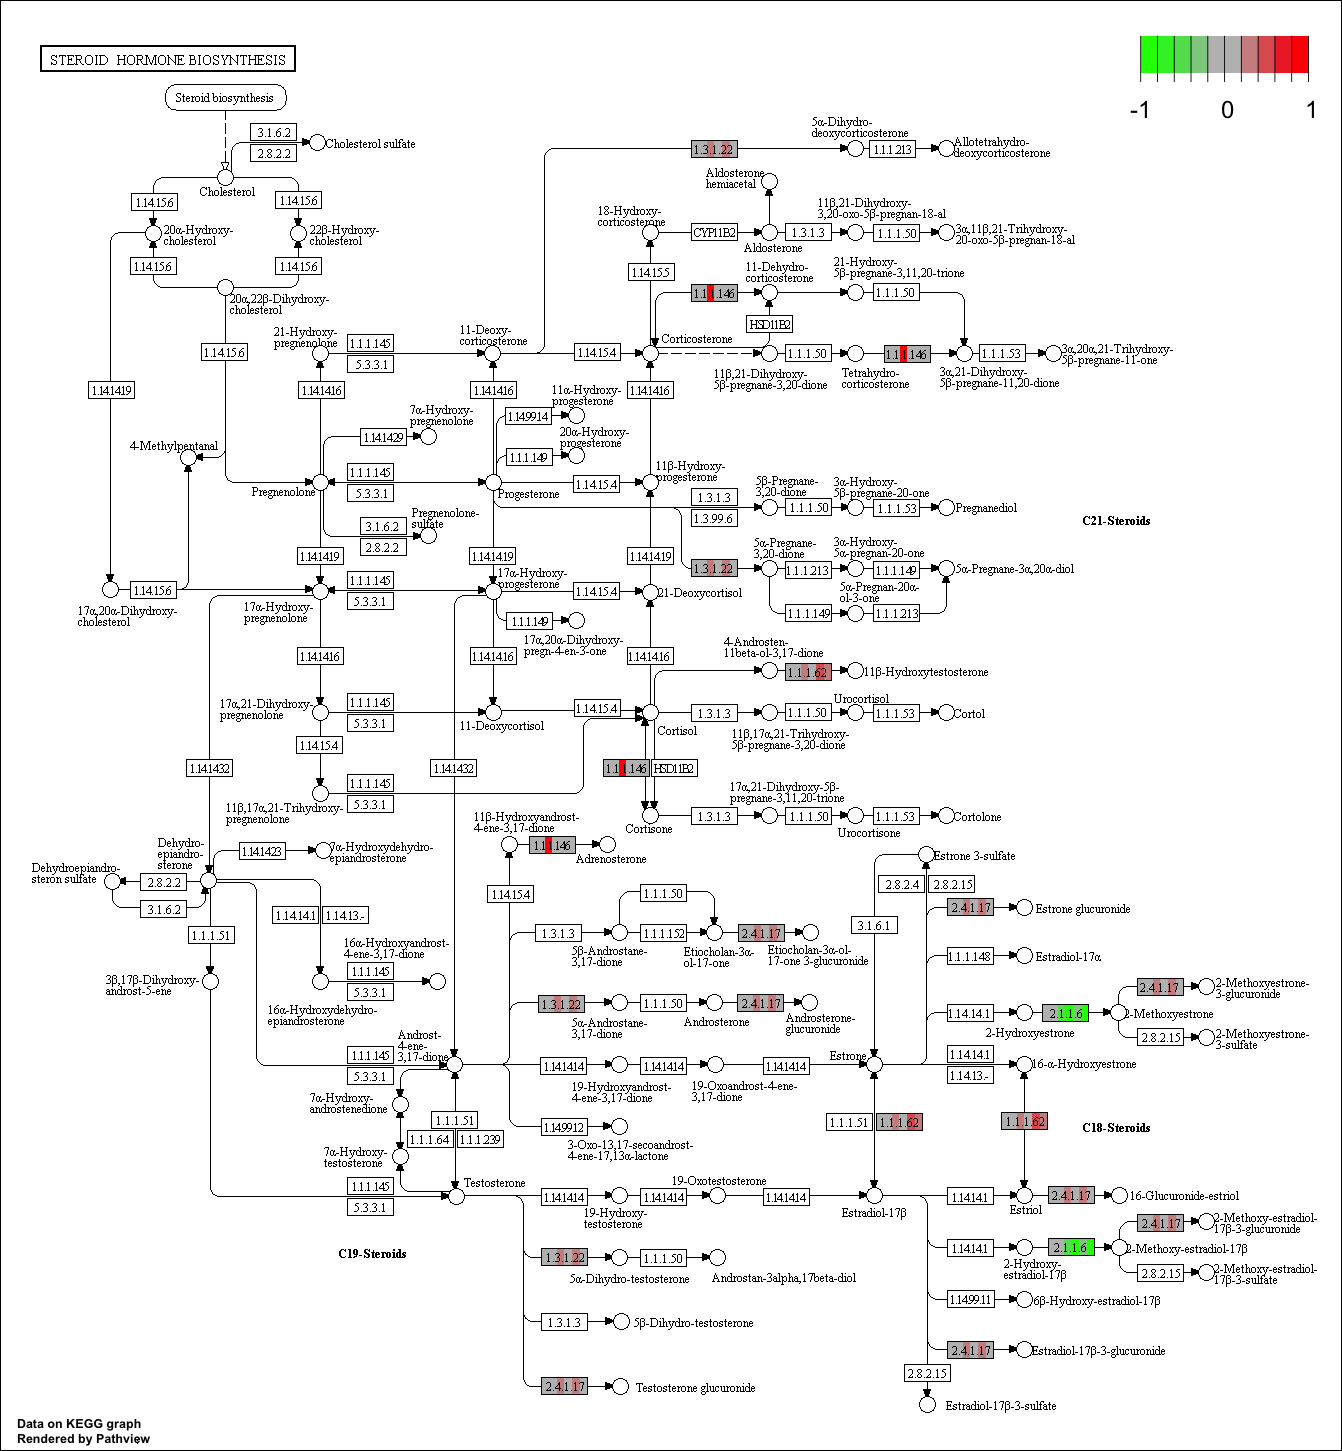 STEROID HORMONE BIOSYNTHESIS
-1
0
1
Steroid biosynthesis
3.1.6.2
2.8.2.2
Cholesterol sulfate
Cholesterol
1.14.15.6
1.14.15.6
20α-Hydroxy-
cholesterol
22β-Hydroxy-
cholesterol
1.14.15.6
1.14.15.6
20α,22β-Dihydroxy-
cholesterol
1.14.15.6
1.14.14.19
4-Methylpentanal
1.14.15.6
17α,20α-Dihydroxy-
cholesterol
21-Hydroxy-
pregnenolone
1.1.1.145
5.3.3.1
11-Deoxy-
corticosterone
1.14.15.4
Corticosterone
1.14.14.16
1.14.14.16
1.14.14.16
7α-Hydroxy-
pregnenolone
1.14.14.29
11α-Hydroxy-
progesterone
1.14.99.14
20α-Hydroxy-
progesterone
1.1.1.149
Pregnenolone
1.1.1.145
5.3.3.1
Progesterone
1.14.15.4
11β-Hydroxy-
progesterone
3.1.6.2
2.8.2.2
Pregnenolone-
sulfate
1.14.14.19
1.14.14.19
1.14.14.19
17α-Hydroxy-
pregnenolone
1.1.1.145
5.3.3.1
17α-Hydroxy-
progesterone
1.14.15.4
21-Deoxycortisol
1.1.1.149
17α,20α-Dihydroxy-
pregn-4-en-3-one
1.14.14.16
1.14.14.16
1.14.14.16
17α,21-Dihydroxy-
pregnenolone
1.1.1.145
5.3.3.1
11-Deoxycortisol
1.14.15.4
Cortisol
1.14.15.4
1.14.14.32
1.14.14.32
1.1.1.145
5.3.3.1
11β,17α,21-Trihydroxy-
pregnenolone
1.1.1.146
HSD11B2
Cortisone
1.3.1.22
5α-Dihydro-
deoxycorticosterone
1.1.1.213
Allotetrahydro-
deoxycorticosterone
Aldosterone
hemiacetal
18-Hydroxy-
corticosterone
CYP11B2
Aldosterone
1.3.1.3
11β,21-Dihydroxy-
3,20-oxo-5β-pregnan-18-al
1.1.1.50
3α,11β,21-Trihydroxy-
20-oxo-5β-pregnan-18-al
1.14.15.5
1.1.1.146
11-Dehydro-
corticosterone
21-Hydroxy-
5β-pregnane-3,11,20-trione
1.1.1.50
HSD11B2
11β,21-Dihydroxy-
5β-pregnane-3,20-dione
1.1.1.50
Tetrahydro-
corticosterone
1.1.1.146
3α,21-Dihydroxy-
5β-pregnane-11,20-dione
1.1.1.53
3α,20α,21-Trihydroxy-
5β-pregnane-11-one
1.3.1.3
1.3.99.6
5β-Pregnane-
3,20-dione
1.1.1.50
3α-Hydroxy-
5β-pregnane-20-one
1.1.1.53
Pregnanediol
C21-Steroids
1.3.1.22
5α-Pregnane-
3,20-dione
1.1.1.213
3α-Hydroxy-
5α-pregnan-20-one
1.1.1.149
5α-Pregnane-3α,20α-diol
1.1.1.149
5α-Pregnan-20α-
ol-3-one
1.1.1.213
4-Androsten-
11beta-ol-3,17-dione
1.1.1.62
11β-Hydroxytestosterone
1.3.1.3
11β,17α,21-Trihydroxy-
5β-pregnane-3,20-dione
1.1.1.50
Urocortisol
1.1.1.53
Cortol
1.3.1.3
17α,21-Dihydroxy-5β-
pregnane-3,11,20-trione
1.1.1.50
Urocortisone
1.1.1.53
Cortolone
Dehydroepiandro-
steron sulfate
2.8.2.2
3.1.6.2
Dehydro-
epiandro-
sterone
1.14.14.23
7α-Hydroxydehydro-
epiandrosterone
1.1.1.51
3β,17β-Dihydroxy-
androst-5-ene
1.14.14.1
1.14.13.-
16α-Hydroxyandrost-
4-ene-3,17-dione
1.1.1.145
5.3.3.1
16α-Hydroxydehydro-
epiandrosterone
Androst-
4-ene-
3,17-dione
1.1.1.145
5.3.3.1
7α-Hydroxy-
androstenedione
1.1.1.51
1.1.1.64
1.1.1.239
7α-Hydroxy-
testosterone
Testosterone
1.1.1.145
5.3.3.1
C19-Steroids
11β-Hydroxyandrost-
4-ene-3,17-dione
1.1.1.146
Adrenosterone
1.14.15.4
1.1.1.50
1.3.1.3
5β-Androstane-
3,17-dione
1.1.1.152
Etiocholan-3α-
ol-17-one
2.4.1.17
Etiocholan-3α-ol-
17-one 3-glucuronide
1.3.1.22
5α-Androstane-
3,17-dione
1.1.1.50
Androsterone
2.4.1.17
Androsterone-
glucuronide
1.14.14.14
19-Hydroxyandrost-
4-ene-3,17-dione
1.14.14.14
19-Oxoandrost-4-ene-
3,17-dione
1.14.14.14
Estrone
1.14.99.12
3-Oxo-13,17-secoandrost-
4-ene-17,13α-lactone
1.14.14.14
19-Hydroxy-
testosterone
1.14.14.14
19-Oxotestosterone
1.14.14.14
Estradiol-17β
1.3.1.22
5α-Dihydro-testosterone
1.1.1.50
Androstan-3alpha,17beta-diol
1.3.1.3
5β-Dihydro-testosterone
2.4.1.17
Testosterone glucuronide
Estrone 3-sulfate
2.8.2.4
2.8.2.15
3.1.6.1
2.4.1.17
Estrone glucuronide
1.1.1.148
Estradiol-17α
1.14.14.1
2-Hydroxyestrone
2.1.1.6
2-Methoxyestrone
2.4.1.17
2-Methoxyestrone-
3-glucuronide
2.8.2.15
2-Methoxyestrone-
3-sulfate
1.14.14.1
1.14.13.-
16-α-Hydroxyestrone
1.1.1.51
1.1.1.62
1.1.1.62
C18-Steroids
1.14.14.1
Estriol
2.4.1.17
16-Glucuronide-estriol
1.14.14.1
2-Hydroxy-
estradiol-17β
2.1.1.6
2-Methoxy-estradiol-17β
2.4.1.17
2-Methoxy-estradiol-
17β-3-glucuronide
2.8.2.15
2-Methoxy-estradiol-
17β-3-sulfate
1.14.99.11
6β-Hydroxy-estradiol-17β
2.4.1.17
Estradiol-17β-3-glucuronide
2.8.2.15
Estradiol-17β-3-sulfate
Data on KEGG graph
Rendered by Pathview